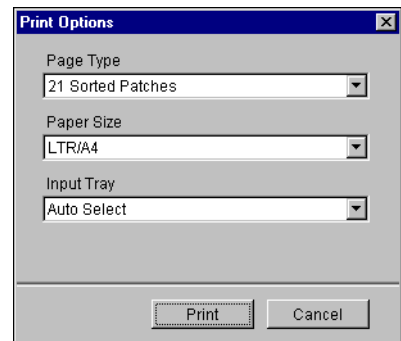 Print Options
Page Type
21 Sorted Patches
Paper Size
LTR/A4
Input Tray
Auto Select
Print Cancel